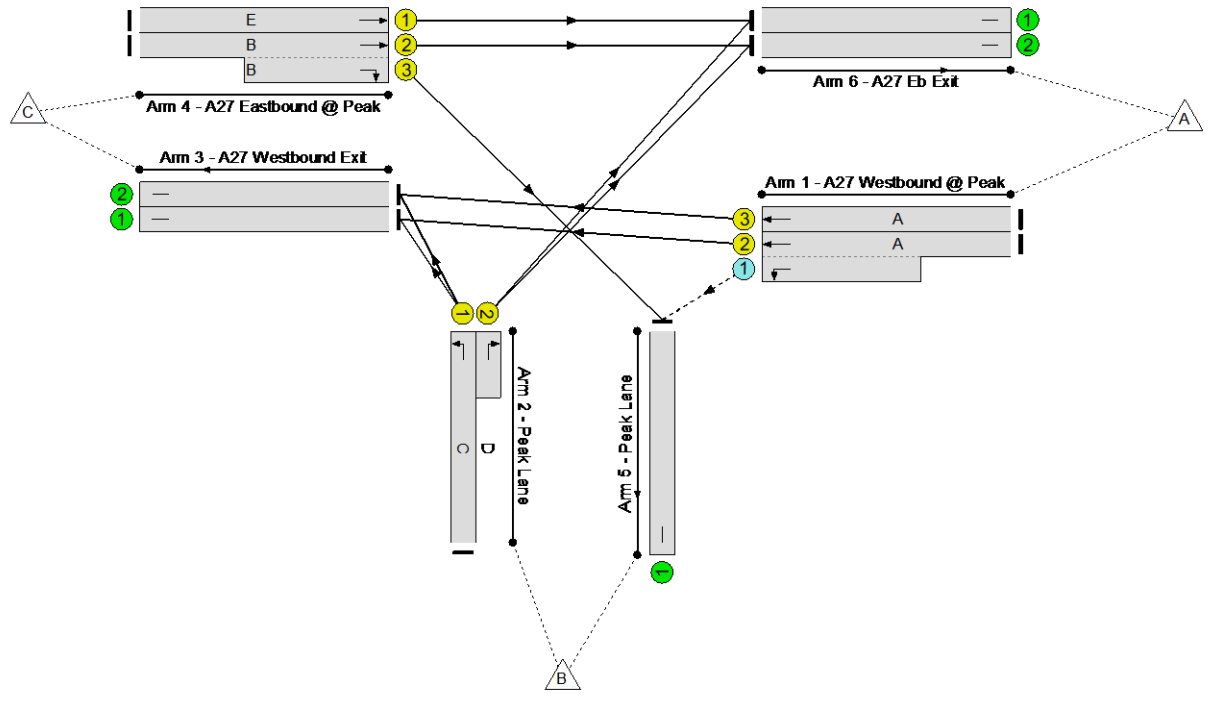 E
1
1
B
2
2
B
3
Arm 6 - A27 Eb Exit
C
Arm 4 - A27 Eastbound @ Peak
A
Arm 3 - A27 Westbound Exit
Arm 1 - A27 Westbound @ Peak
2
3
A
1
2
A
1
1
2
Arm 2 - Peak Lane
Arm 5 - Peak Lane
C
D
1
B